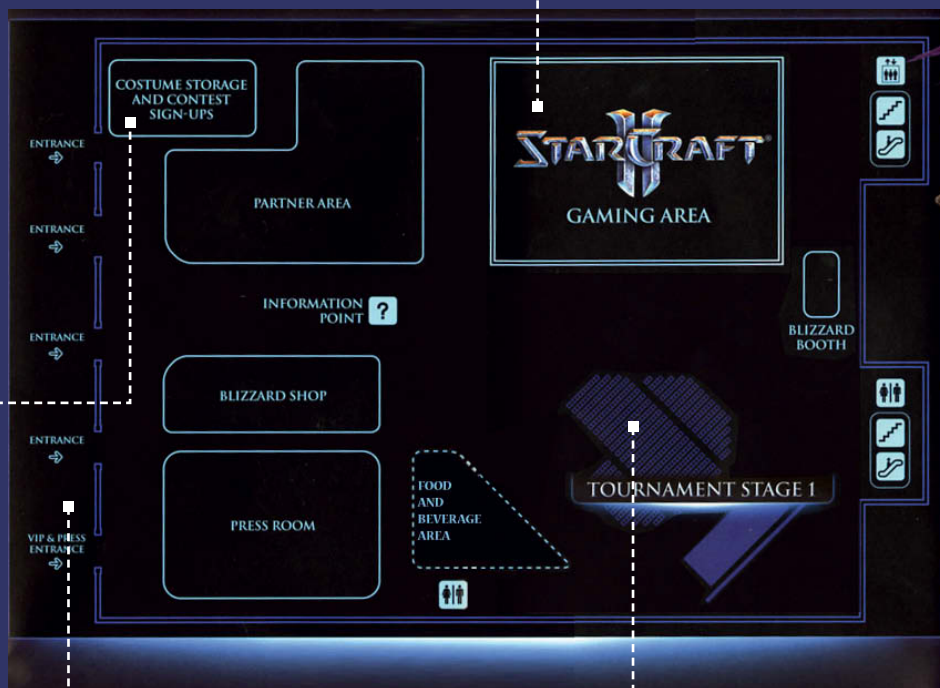 COSTUME STORAGE
AND CONTEST
SIGN-UPS
ENTRANCE
STARCRAFT®
II
GAMING AREA
PARTNER AREA
ENTRANCE
INFORMATION
POINT
?
BLIZZARD
BOOTH
ENTRANCE
BLIZZARD SHOP
ENTRANCE
FOOD
AND
BEVERAGE
AREA
TOURNAMENT STAGE 1
PRESS ROOM
VIP & PRESS
ENTRANCE